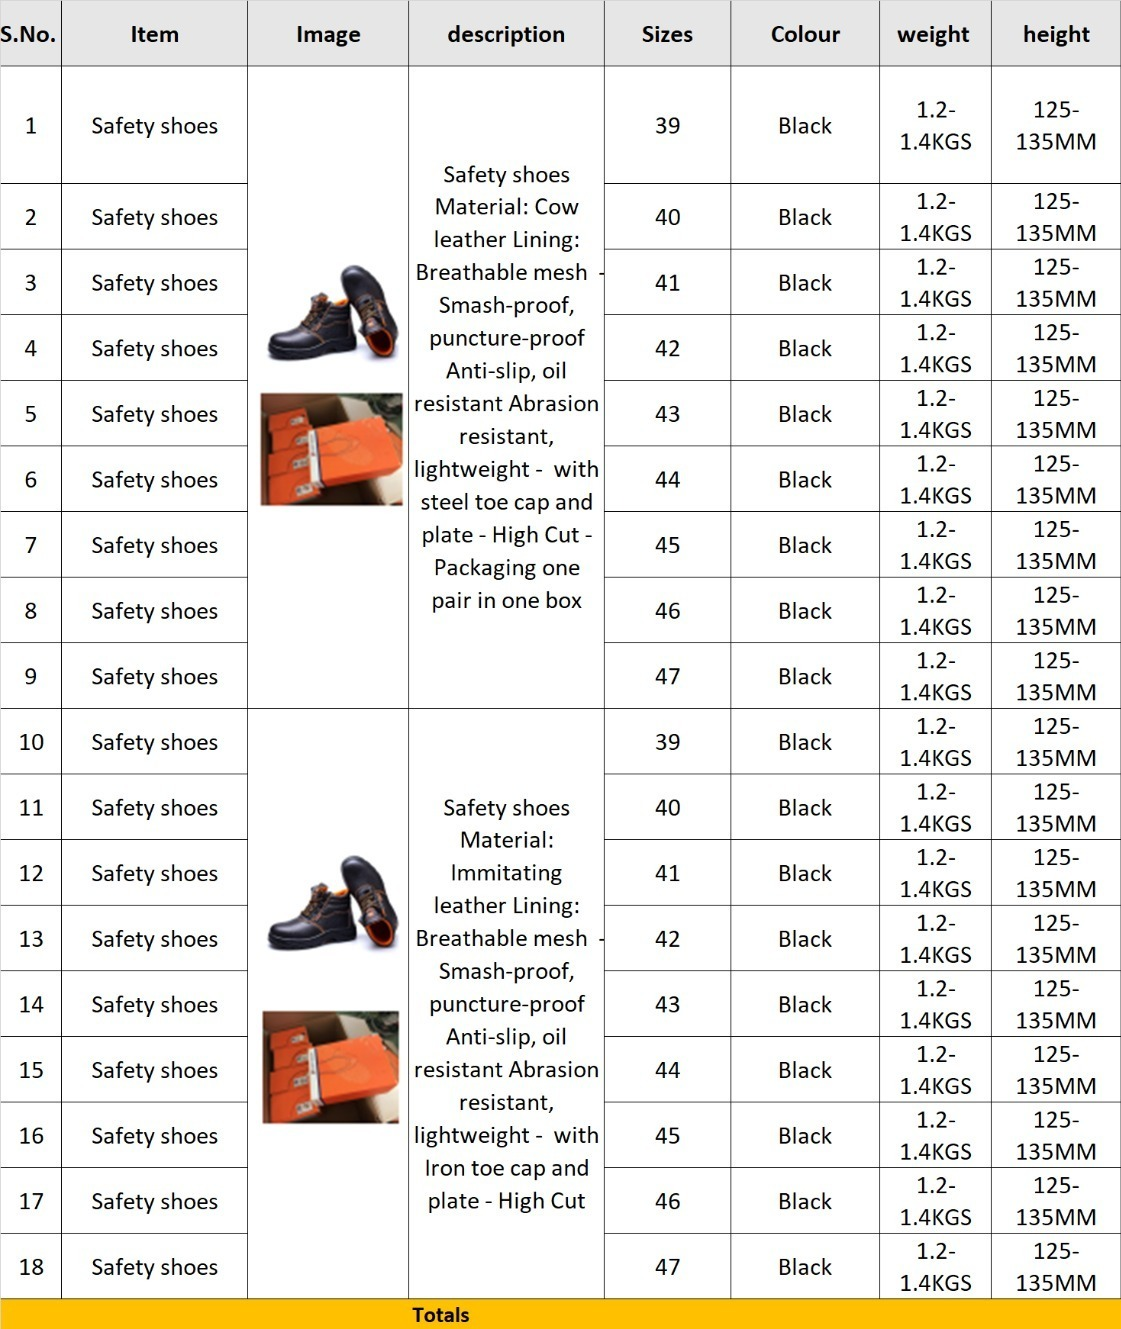 S.No. Item Image description Sizes Colour weight height
1 Safety shoes 39 Black 1.2-1.4KGS 125-135MM
2 Safety shoes 40 Black 1.2-1.4KGS 125-135MM
3 Safety shoes 41 Black 1.2-1.4KGS 125-135MM
4 Safety shoes 42 Black 1.2-1.4KGS 125-135MM
5 Safety shoes 43 Black 1.2-1.4KGS 125-135MM
6 Safety shoes 44 Black 1.2-1.4KGS 125-135MM
7 Safety shoes 45 Black 1.2-1.4KGS 125-135MM
8 Safety shoes 46 Black 1.2-1.4KGS 125-135MM
9 Safety shoes 47 Black 1.2-1.4KGS 125-135MM
Safety shoes
Material: Cow
leather Lining:
Breathable mesh -
Smash-proof,
puncture-proof
Anti-slip, oil
resistant Abrasion
resistant,
lightweight - with
steel toe cap and
plate - High Cut -
Packaging one
pair in one box
10 Safety shoes 39 Black 1.2-1.4KGS 125-135MM
11 Safety shoes 40 Black 1.2-1.4KGS 125-135MM
12 Safety shoes 41 Black 1.2-1.4KGS 125-135MM
13 Safety shoes 42 Black 1.2-1.4KGS 125-135MM
14 Safety shoes 43 Black 1.2-1.4KGS 125-135MM
15 Safety shoes 44 Black 1.2-1.4KGS 125-135MM
16 Safety shoes 45 Black 1.2-1.4KGS 125-135MM
17 Safety shoes 46 Black 1.2-1.4KGS 125-135MM
18 Safety shoes 47 Black 1.2-1.4KGS 125-135MM
Safety shoes
Material:
Immitating
leather Lining:
Breathable mesh -
Smash-proof,
puncture-proof
Anti-slip, oil
resistant Abrasion
resistant,
lightweight - with
Iron toe cap and
plate - High Cut
Totals